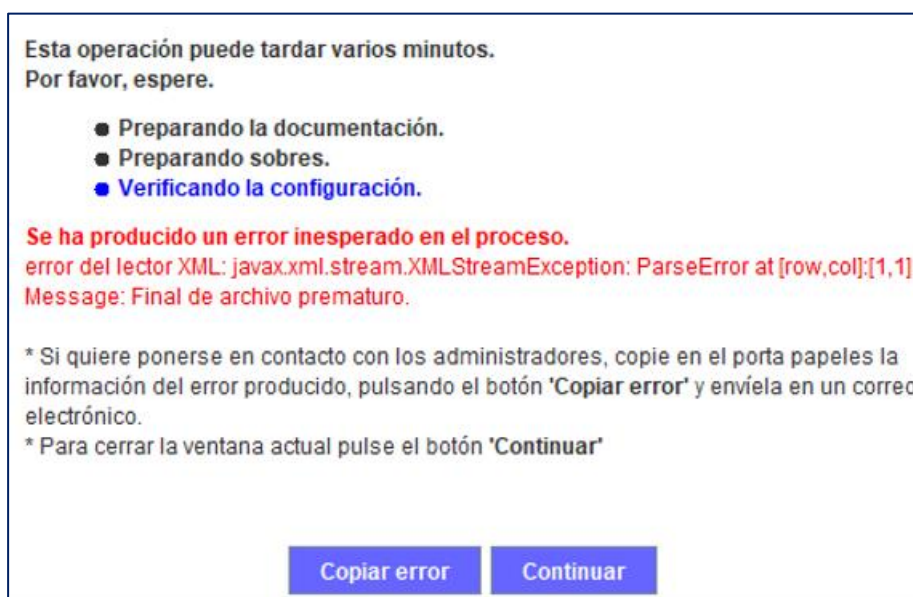 Esta operación puede tardar varios minutos.
Por favor, espere.
Preparando la documentación.
Preparando sobres.
Verificando la configuración.
Se ha producido un error inesperado en el proceso.
error del lector XML: javax.xml.stream.XMLStreamException: ParseError at [row,col]:[1,1]
Message: Final de archivo prematuro.
* Si quiere ponerse en contacto con los administradores, copie en el porta papeles la
información del error producido, pulsando el botón 'Copiar error' y envíela en un correo
electrónico.
* Para cerrar la ventana actual pulse el botón 'Continuar'
Copiar error
Continuar